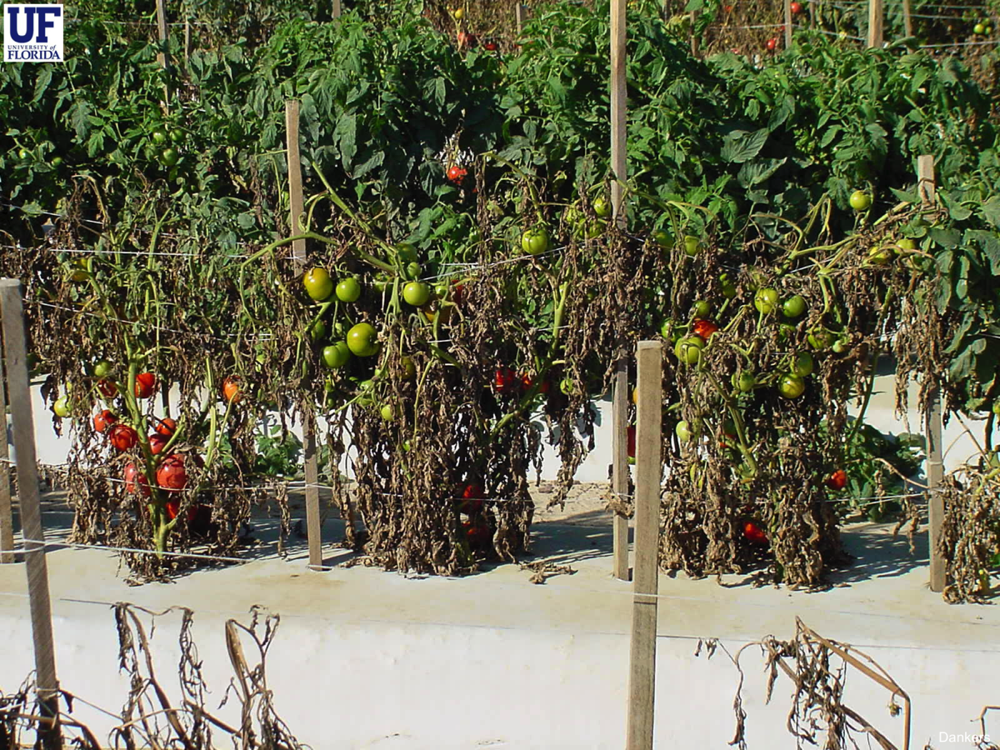 UF
UNIVERSITY of
FLORIDA
Dankers